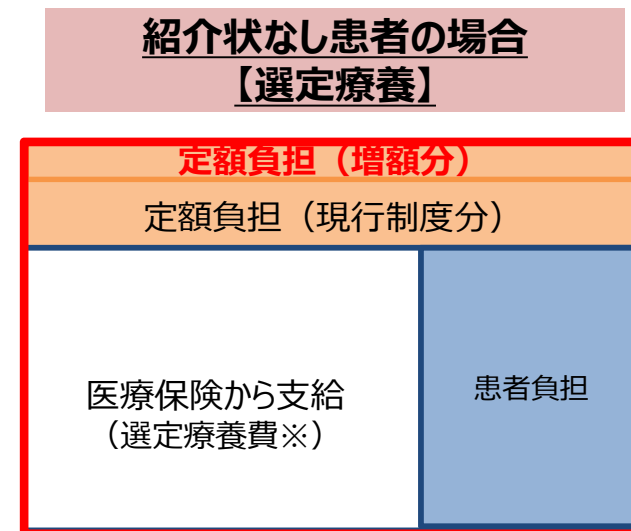 紹介状なし患者の場合
【選定療養】
定額負担（増額分）
定額負担（現行制度分）
医療保険から支給
（選定療養費※）
患者負担